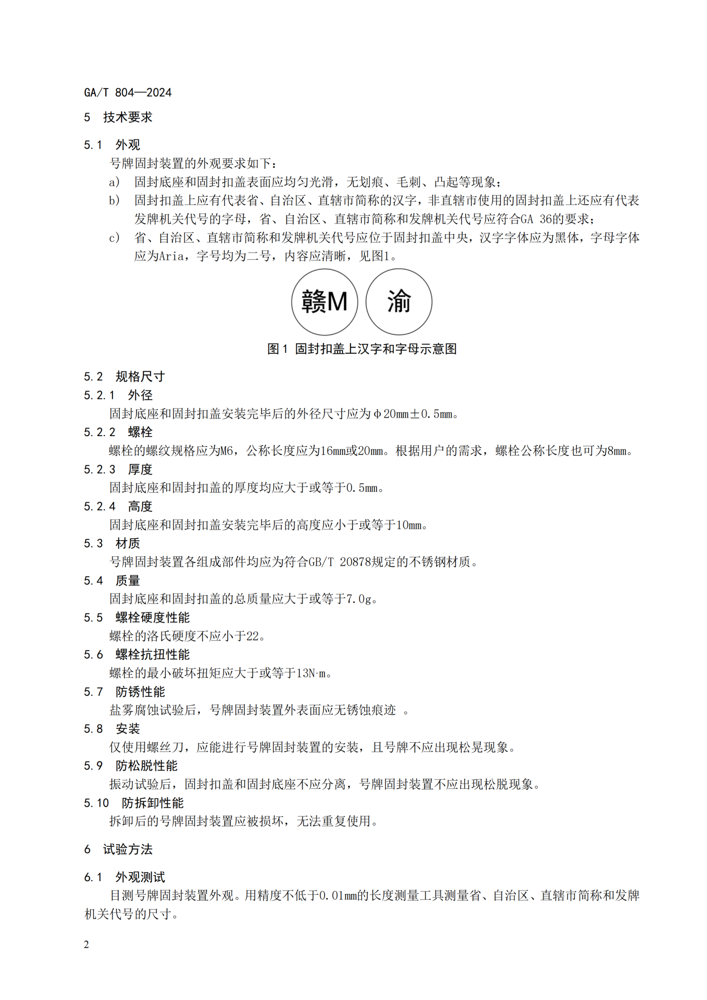 GA/T 804—2024
5 技术要求
5.1 外观
号牌固封装置的外观要求如下：
a) 固封底座和固封扣盖表面应均匀光滑，无划痕、毛刺、凸起等现象；
b) 固封扣盖上应有代表省、自治区、直辖市简称的汉字，非直辖市使用的固封扣盖上还应有代表
发牌机关代号的字母，省、自治区、直辖市简称和发牌机关代号应符合GA 36的要求；
c) 省、自治区、直辖市简称和发牌机关代号应位于固封扣盖中央，汉字字体应为黑体，字母字体
应为Aria，字号均为二号，内容应清晰，见图1。
赣M 渝
图1 固封扣盖上汉字和字母示意图
5.2 规格尺寸
5.2.1 外径
固封底座和固封扣盖安装完毕后的外径尺寸应为φ20mm±0.5mm。
5.2.2 螺栓
螺栓的螺纹规格应为M6，公称长度应为16mm或20mm。根据用户的需求，螺栓公称长度也可为8mm。
5.2.3 厚度
固封底座和固封扣盖的厚度均应大于或等于0.5mm。
5.2.4 高度
固封底座和固封扣盖安装完毕后的高度应小于或等于10mm。
5.3 材质
号牌固封装置各组成部件均应为符合GB/T 20878规定的不锈钢材质。
5.4 质量
固封底座和固封扣盖的总质量应大于或等于7.0g。
5.5 螺栓硬度性能
螺栓的洛氏硬度不应小于22。
5.6 螺栓抗扭性能
螺栓的最小破坏扭矩应大于或等于13N·m。
5.7 防锈性能
盐雾腐蚀试验后，号牌固封装置外表面应无锈蚀痕迹 。
5.8 安装
仅使用螺丝刀，应能进行号牌固封装置的安装，且号牌不应出现松晃现象。
5.9 防松脱性能
振动试验后，固封扣盖和固封底座不应分离，号牌固封装置不应出现松脱现象。
5.10 防拆卸性能
拆卸后的号牌固封装置应被损坏，无法重复使用。
6 试验方法
6.1 外观测试
目测号牌固封装置外观。用精度不低于0.01mm的长度测量工具测量省、自治区、直辖市简称和发牌
机关代号的尺寸。
2